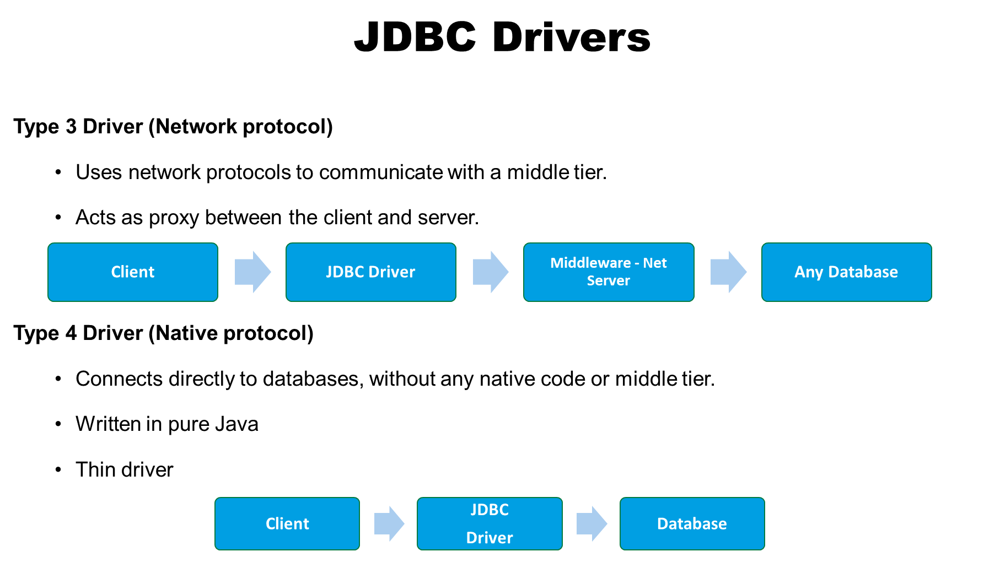 JDBC Drivers
Type 3 Driver (Network protocol)
• Uses network protocols to communicate with a middle tier.
• Acts as proxy between the client and server.
Client
JDBC Driver
Middleware - Net
Server
Any Database
Type 4 Driver (Native protocol)
• Connects directly to databases, without any native code or middle tier.
• Written in pure Java
• Thin driver
Client
JDBC
Driver
Database